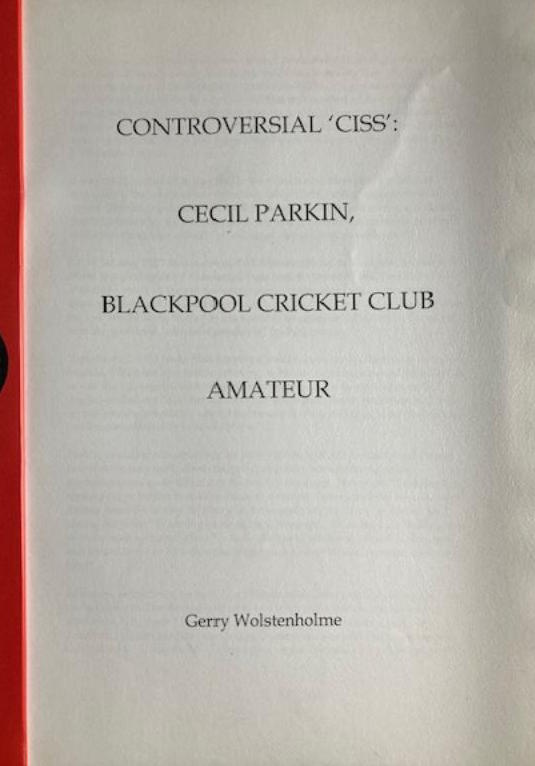 CONTROVERSIAL ‘CISS’:
CECIL PARKIN,
BLACKPOOL CRICKET CLUB
AMATEUR
Gerry Wolstenholme